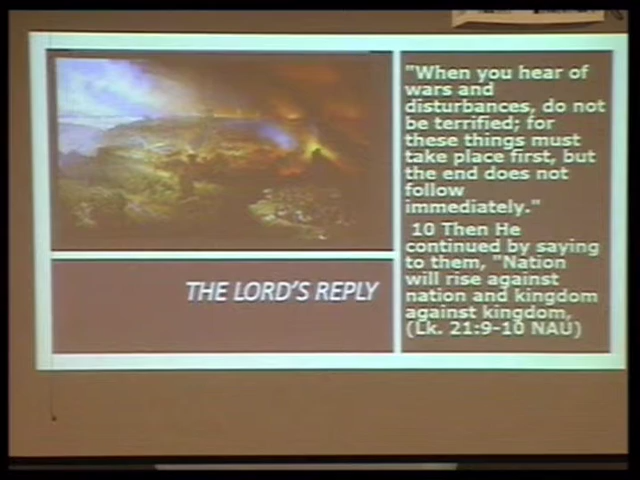 "When you hear of
wars and
disturbances, do not
be terrified; for
these things must
take place first, but
the end does not
follow
immediately."
10 Then He
continued by saying
to them, "Nation
will rise against
nation and kingdom
against kingdom,
(Lk. 21:9-10 NAU)
THE LORD'S REPLY